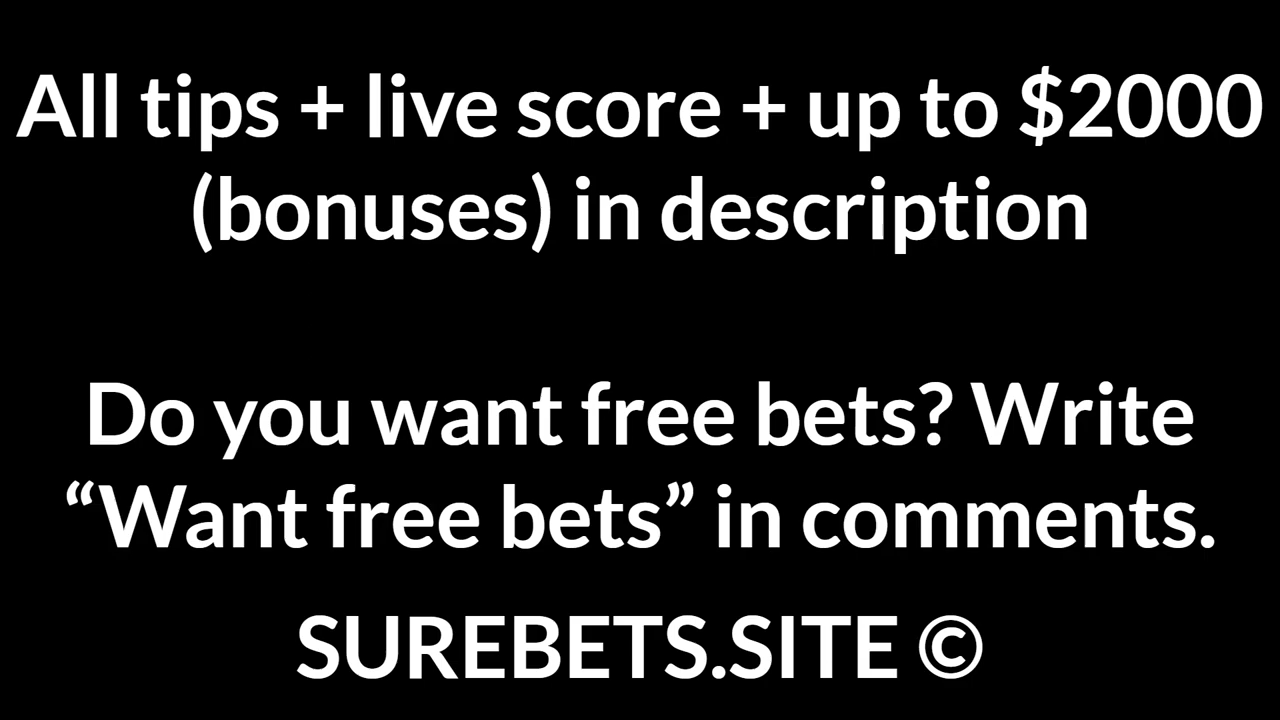 All tips + live score + up to $2000
(bonuses) in description
Do you want free bets? Write
“Want free bets” in comments.
SUREBETS.SITE ©